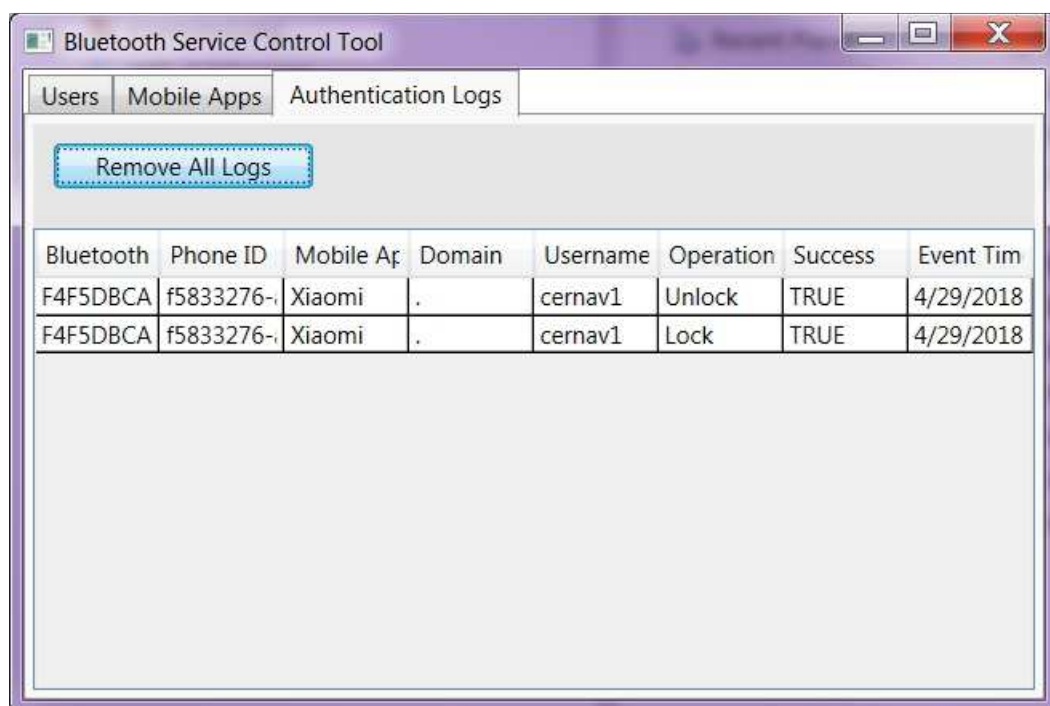 Bluetooth Service Control Tool
Users Mobile Apps Authentication Logs
Remove All Logs
Bluetooth Phone ID Mobile Ap Domain Username Operation Success Event Tim
F4F5DBCA f5833276- Xiaomi . cernav1 Unlock TRUE 4/29/2018
F4F5DBCA f5833276- Xiaomi . cernav1 Lock TRUE 4/29/2018